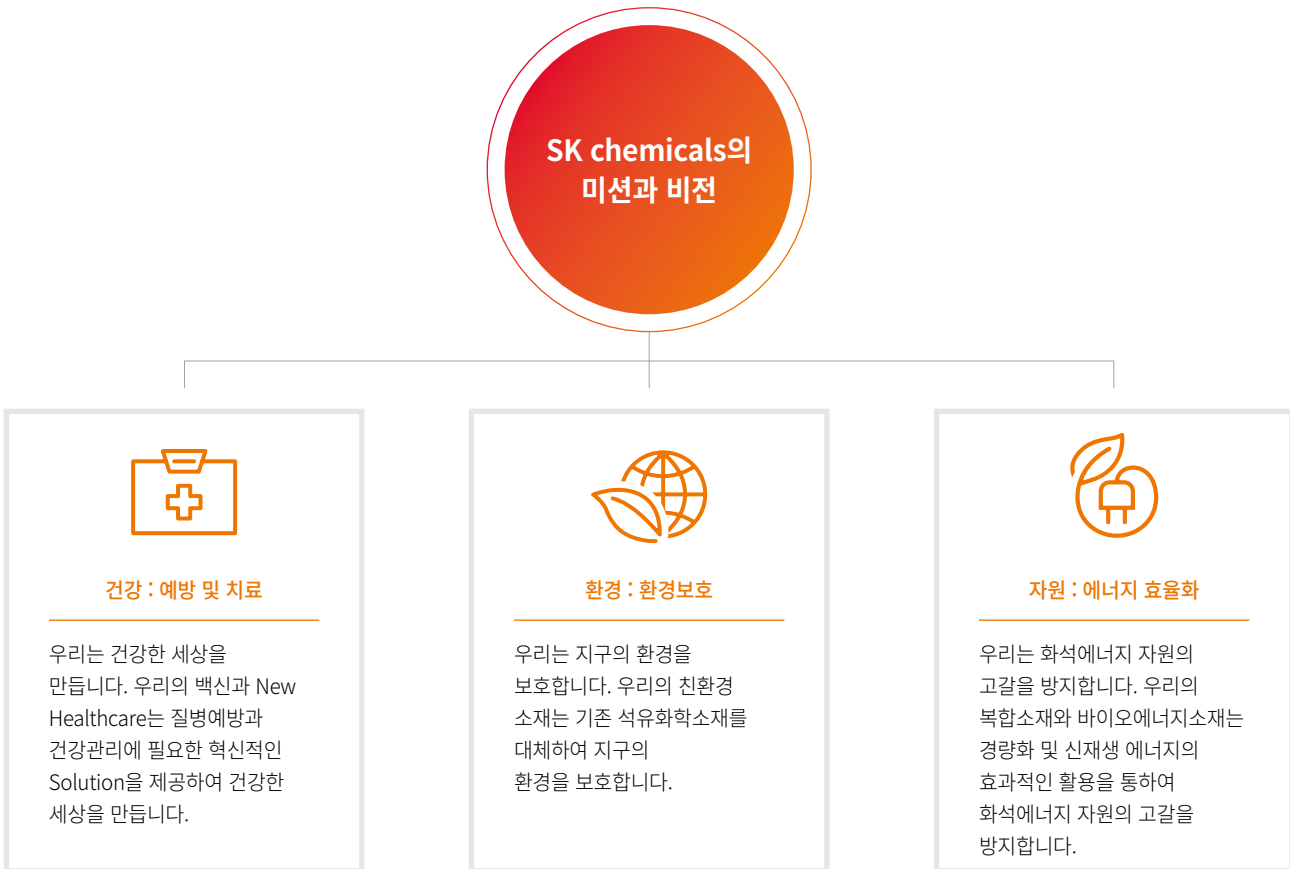 SK chemicals의
미션과 비전
건강 : 예방 및 치료
우리는 건강한 세상을
만듭니다. 우리의 백신과 New
Healthcare는 질병예방과
건강관리에 필요한 혁신적인
Solution을 제공하여 건강한
세상을 만듭니다.
환경 : 환경보호
우리는 지구의 환경을
보호합니다. 우리의 친환경
소재는 기존 석유화학소재를
대체하여 지구의
환경을 보호합니다.
자원 : 에너지 효율화
우리는 화석에너지 자원의
고갈을 방지합니다. 우리의
복합소재와 바이오에너지소재는
경량화 및 신재생 에너지의
효과적인 활용을 통하여
화석에너지 자원의 고갈을
방지합니다.